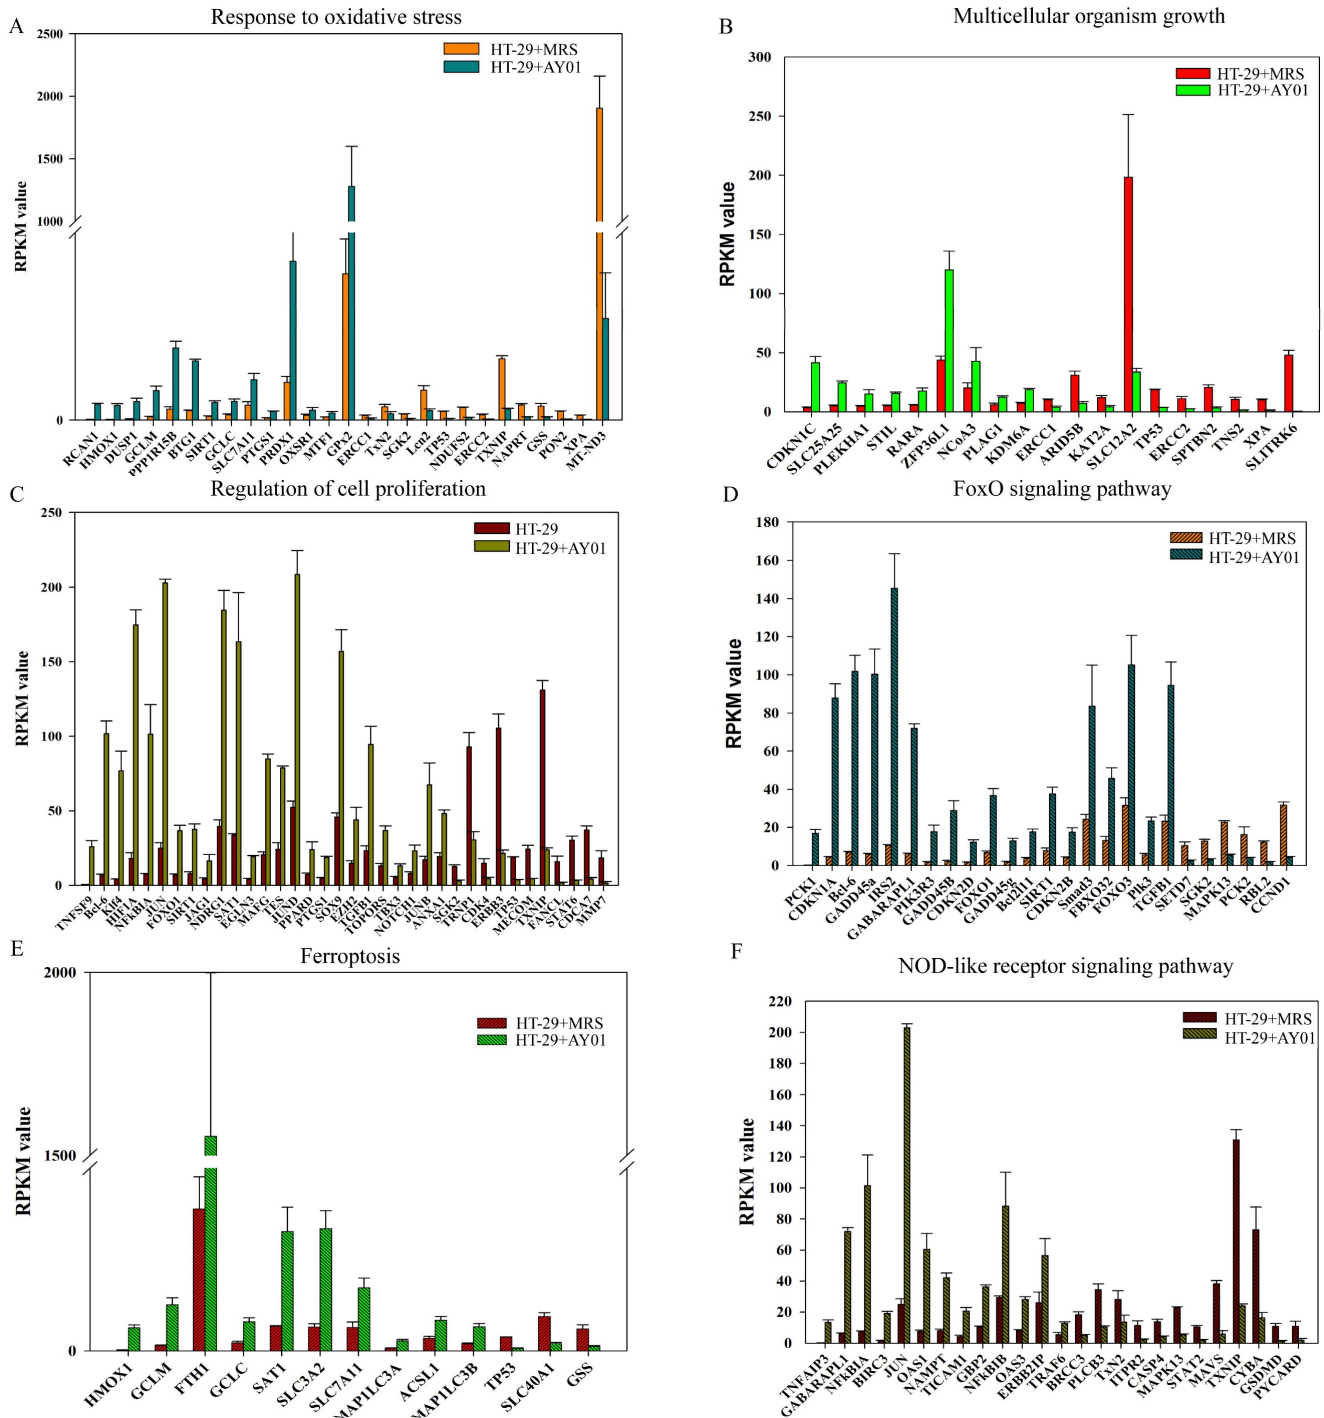 A
Response to oxidative stress
2500
2000
1500
1000
0
RPKM value
HT-29+MRS
HT-29+AY01
RCAN1
HMOX1
DUSP1
GCLM
PPP1R15B
BTG1
SIRT1
GCLC
SLC7A11
PTGS1
PRDX1
OXSR1
MTF1
GPx2
ERCC1
TxN2
SGK2
Lcn2
TP53
NDUFS2
ERCC2
TXNIP
NAPRT
GSS
PON2
XPA
MT-ND3
B
Multicellular organism growth
300
250
200
150
100
50
0
RPKM value
HT-29+MRS
HT-29+AY01
CDKN1C
SLC25A25
PLEKHA1
STIL
RARA
ZFP36L1
NCoA3
PLAG1
KDM6A
ERCC1
ARID5B
KAT2A
SLC12A2
TP53
ERCC2
SPTBN2
TNS2
XPA
SLITRK6
C
Regulation of cell proliferation
250
200
150
100
50
0
RPKM value
HT-29
HT-29+AY01
TNFSF9
Bcl-6
Klf4
HIF1A
NFkBIA
JUN
FOXO1
SIRT1
JAG1
NDRG1
SAT1
EGLN3
MAFG
TES
JUND
PPARD
PTGS1
SOX9
EZFR
TGFBR1
TOPORS
TBX3
NOTCH1
JUNB
ANXA1
SGK2
TRNP1
CDK4
ERBB3
TP53
MECOM
TXNIP
FANCL
STAT6
CDCA7
MMP7
D
FoxO signaling pathway
180
160
140
120
100
80
60
40
20
0
RPKM value
HT-29+MRS
HT-29+AY01
PCK1
CDKN1A
Bcl-6
GADD45a
IRS2
GABARAPL1
PIK3R3
GADD45B
CDKN2D
FOXO1
GADD45g
Bcl2l11
SIRT1
CDKN2B
Smad3
FBXO32
FOXO3
Plk3
TGFBR1
SETD7
SGK2
MAPK13
PCK2
RBL2
CCND1
E
Ferroptosis
2000
1500
0
RPKM value
HT-29+MRS
HT-29+AY01
HMOX1
GCLM
FTH1
GCLC
SAT1
SLC3A2
SLC7A11
MAP1LC3A
ACSL1
MAP1LC3B
TP53
SLC40A1
GSS
F
NOD-like receptor signaling pathway
220
200
180
160
140
120
100
80
60
40
20
0
RPKM value
HT-29+MRS
HT-29+AY01
TNFAIP3
GABARAPL1
NFkBIA
BIRC3
JUN
OAS1
NAMPT
TICAM1
GBP2
NFKBIB
OAS3
ERBB2IP
TRAF6
BRCC3
PLCB3
TXN2
ITPR2
CASP4
MAPK13
STAT2
MAVS
TXNIP
CYBA
GSDMD
PYCARD